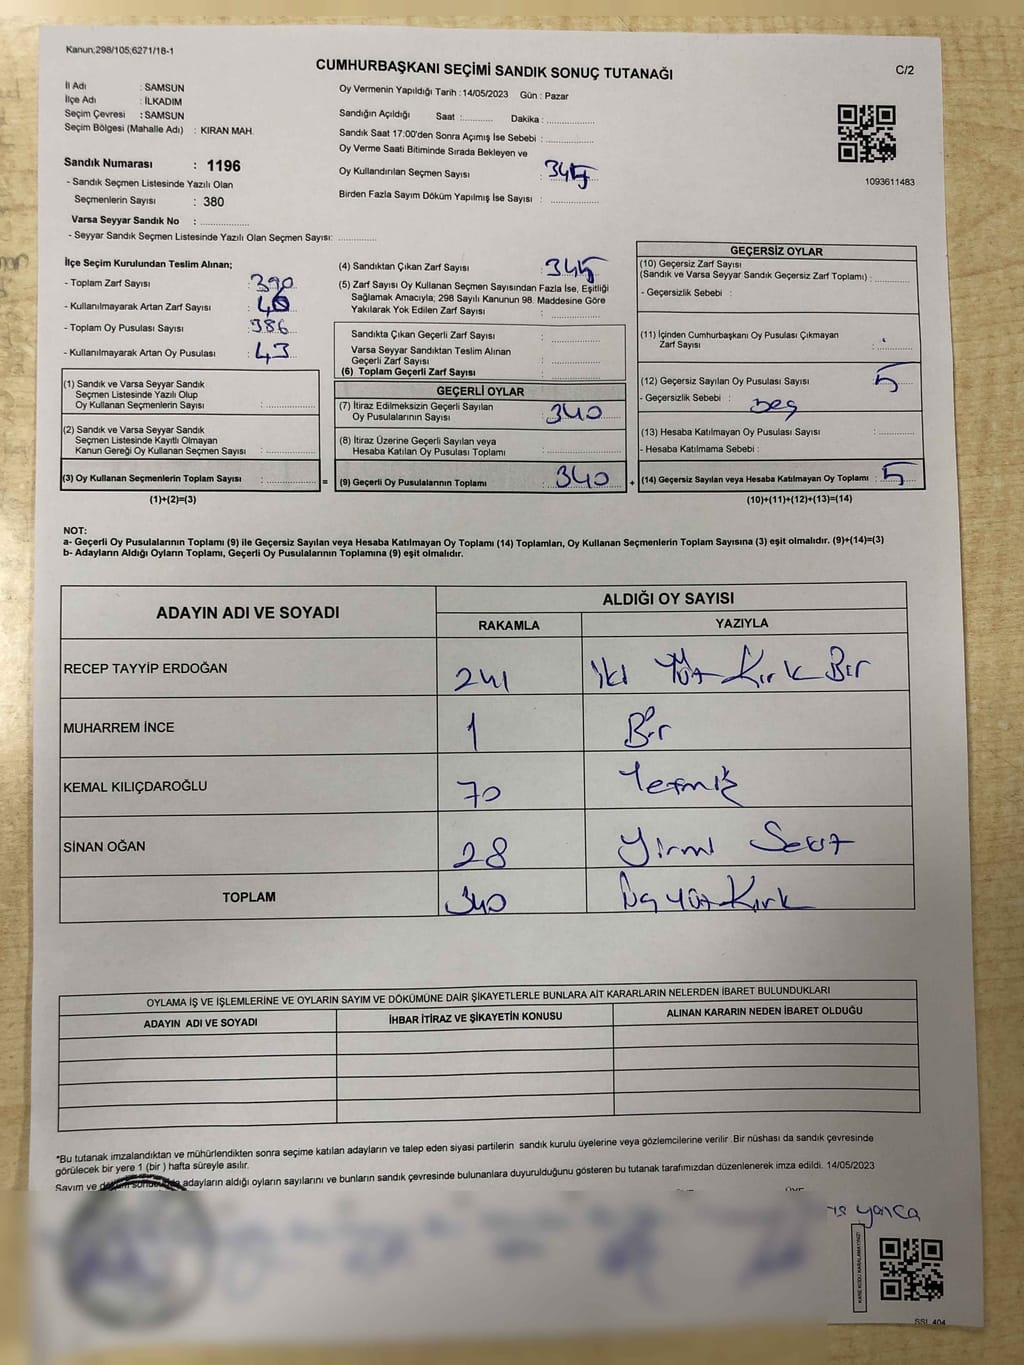 Kanun;298/105;6271/18-1
CUMHURBAŞKANI SEÇİMİ SANDIK SONUÇ TUTANAĞI
C/2
İl Adı : SAMSUN
İlçe Adı : İLKADIM
Seçim Çevresi : SAMSUN
Seçim Bölgesi (Mahalle Adı) : KIRAN MAH.
Sandık Numarası : 1196
- Sandık Seçmen Listesinde Yazılı Olan
Seçmenlerin Sayısı : 380
Varsa Seyyar Sandık No : ................
- Seyyar Sandık Seçmen Listesinde Yazılı Olan Seçmen Sayısı: .............
Oy Vermenin Yapıldığı Tarih : 14/05/2023 Gün : Pazar
Sandığın Açıldığı Saat :........... Dakika : ................
Sandık Saat 17:00'den Sonra Açımış İse Sebebi : ................
Oy Verme Saati Bitiminde Sırada Bekleyen ve
Oy Kullandırılan Seçmen Sayısı : 345
Birden Fazla Sayım Döküm Yapılmış İse Sayısı : ................
1093611483
İlçe Seçim Kurulundan Teslim Alınan;
- Toplam Zarf Sayısı : 390
- Kullanılmayarak Artan Zarf Sayısı :
- Toplam Oy Pusulası Sayısı : 386
- Kullanılmayarak Artan Oy Pusulası : 43
(1) Sandık ve Varsa Seyyar Sandık
Seçmen Listesinde Yazılı Olup
Oy Kullanan Seçmenlerin Sayısı : ................
(2) Sandık ve Varsa Seyyar Sandık
Seçmen Listesinde Kayıtlı Olmayan
Kanun Gereği Oy Kullanan Seçmen Sayısı : ................
(3) Oy Kullanan Seçmenlerin Toplam Sayısı : ................ =
(1)+(2)=(3)
(4) Sandıktan Çıkan Zarf Sayısı : 345
(5) Zarf Sayısı Oy Kullanan Seçmen Sayısından Fazla İse, Eşitliği
Sağlamak Amacıyla; 298 Sayılı Kanunun 98. Maddesine Göre
Yakılarak Yok Edilen Zarf Sayısı : ................
Sandıkta Çıkan Geçerli Zarf Sayısı : ................
Varsa Seyyar Sandıktan Teslim Alınan
Geçerli Zarf Sayısı : ................
(6) Toplam Geçerli Zarf Sayısı : ................
GEÇERLİ OYLAR
(7) İtiraz Edilmeksizin Geçerli Sayılan
Oy Pusulalarının Sayısı : 340
(8) İtiraz Üzerine Geçerli Sayılan veya
Hesaba Katılan Oy Pusulaları Toplamı : ................
(9) Geçerli Oy Pusulalarının Toplamı : 340 +
GEÇERSİZ OYLAR
(10) Geçersiz Zarf Sayısı
(Sandık ve Varsa Seyyar Sandık Geçersiz Zarf Toplamı) : ............
- Geçersizlik Sebebi :
(11) İçinden Cumhurbaşkanı Oy Pusulası Çıkmayan
Zarf Sayısı : ............
(12) Geçersiz Sayılan Oy Pusulası Sayısı : 5
- Geçersizlik Sebebi : Beş
(13) Hesaba Katılmayan Oy Pusulası Sayısı : ............
- Hesaba Katılmama Sebebi :
(14) Geçersiz Sayılan veya Hesaba Katılmayan Oy Toplamı : 5
(10)+(11)+(12)+(13)=(14)
NOT:
a- Geçerli Oy Pusulalarının Toplamı (9) ile Geçersiz Sayılan veya Hesaba Katılmayan Oy Toplamı (14) Toplamları, Oy Kullanan Seçmenlerin Toplam Sayısına (3) eşit olmalıdır. (9)+(14)=(3)
b- Adayların Aldığı Oyların Toplamı, Geçerli Oy Pusulalarının Toplamına (9) eşit olmalıdır.
ADAYIN ADI VE SOYADI ALDIĞI OY SAYISI
RAKAMLA YAZIYLA
RECEP TAYYİP ERDOĞAN 241 İki Yüz Kırk Bir
MUHARREM İNCE 1 Bir
KEMAL KILIÇDAROĞLU 70 Yetmiş
SİNAN OĞAN 28 Yirmi Sekiz
TOPLAM 340 Üç Yüz Kırk
OYLAMA İŞ VE İŞLEMLERİNE VE OYLARIN SAYIM VE DÖKÜMÜNE DAİR ŞİKAYETLERLE BUNLARA AİT KARARLARIN NELERDEN İBARET BULUNDUKLARI
ADAYIN ADI VE SOYADI İHBAR İTİRAZ VE ŞİKAYETİN KONUSU ALINAN KARARIN NEDEN İBARET OLDUĞU
*Bu tutanak imzalandıktan ve mühürlendikten sonra seçime katılan adayların ve talep eden siyasi partilerin sandık kurulu üyelerine veya gözlemcilerine verilir .Bir nüshası da sandık çevresinde
görülecek bir yere 1 (bir ) hafta süreyle asılır.
Sayım ve döküm sonucunda adayların aldığı oyların sayılarını ve bunların sandık çevresinde bulunanlara duyurulduğunu gösteren bu tutanak tarafımızdan düzenlenerek imza edildi. 14/05/2023
yonca
KARE KODU KARALAMAYINIZ!
SSL 404